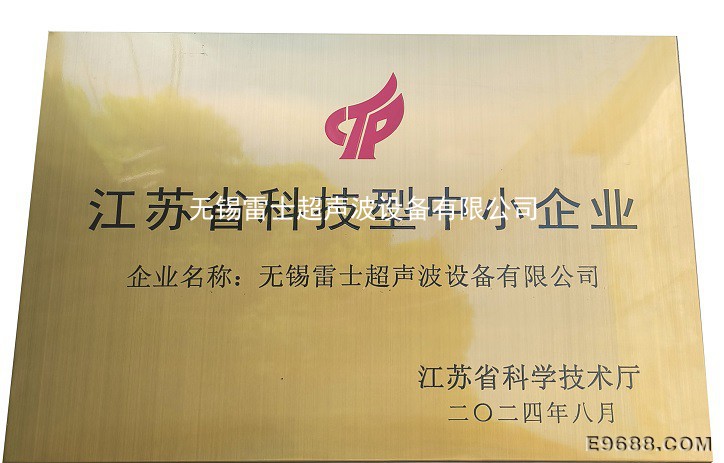 CTP
江苏省科技型中小企业
无锡雷士超声波设备有限公司
企业名称：无锡雷士超声波设备有限公司
江苏省科学技术厅
二〇二四年八月
E9688.COM